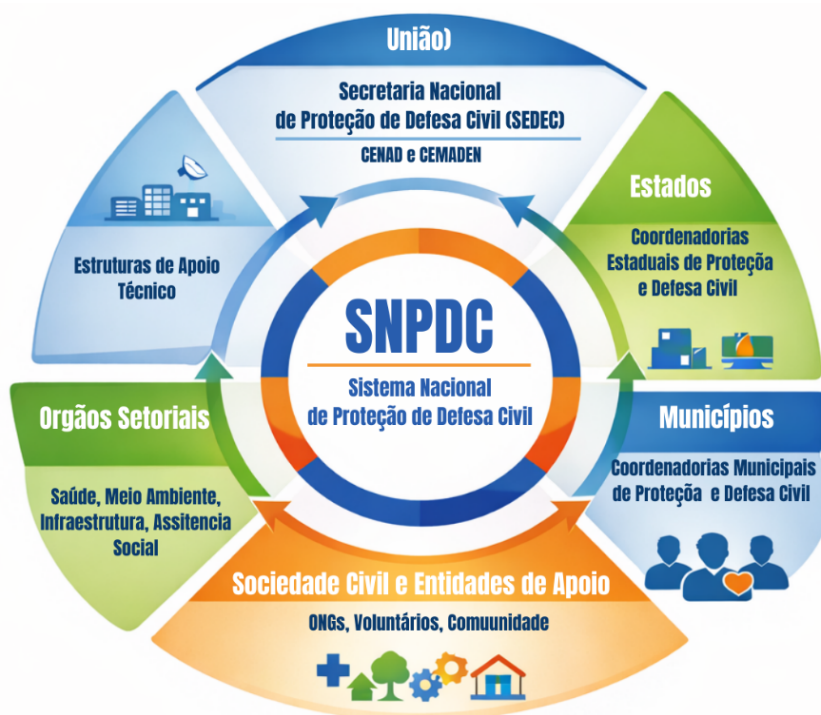 União)
Secretaria Nacional
de Proteção de Defesa Civil (SEDEC)
CENAD e CEMADEN
Estados
Coordenadorias
Estaduais de Proteçõa
e Defesa Civil
Estruturas de Apoio
Técnico
SNPDC
Sistema Nacional
de Proteção de Defesa Civil
Orgãos Setoriais
Saúde, Meio Ambiente,
Infraestrutura, Assitencia
Social
Municípios
Coordenadorias Municipais
de Proteçõa e Defesa Civil
Sociedade Civil e Entidades de Apoio
ONGs, Voluntários, Comuunidade